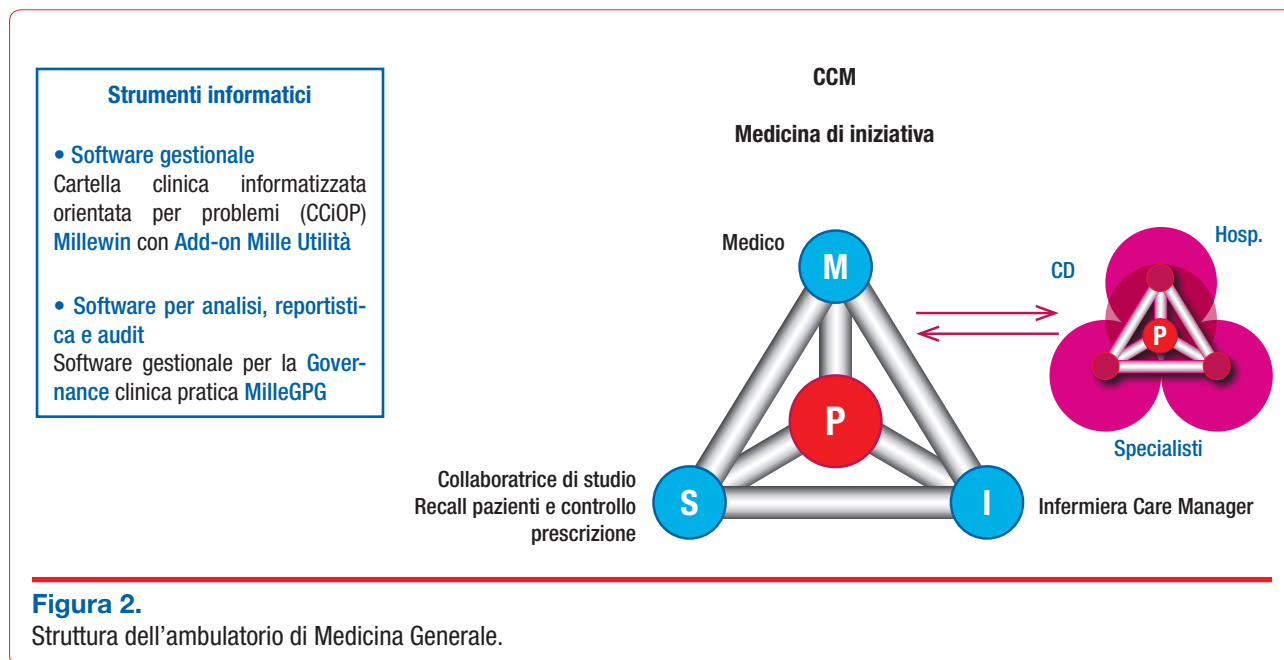 Strumenti informatici
• Software gestionale
Cartella clinica informatizzata
orientata per problemi (CCiOP)
Millewin con Add-on Mille Utilità
• Software per analisi, reportisti-
ca e audit
Software gestionale per la Gover-
nance clinica pratica MilleGPG
CCM
Medicina di iniziativa
Medico
M
P
S
I
Collaboratrice di studio
Recall pazienti e controllo
prescrizione
Infermiera Care Manager
CD
Hosp.
P
Specialisti
Figura 2.
Struttura dell'ambulatorio di Medicina Generale.